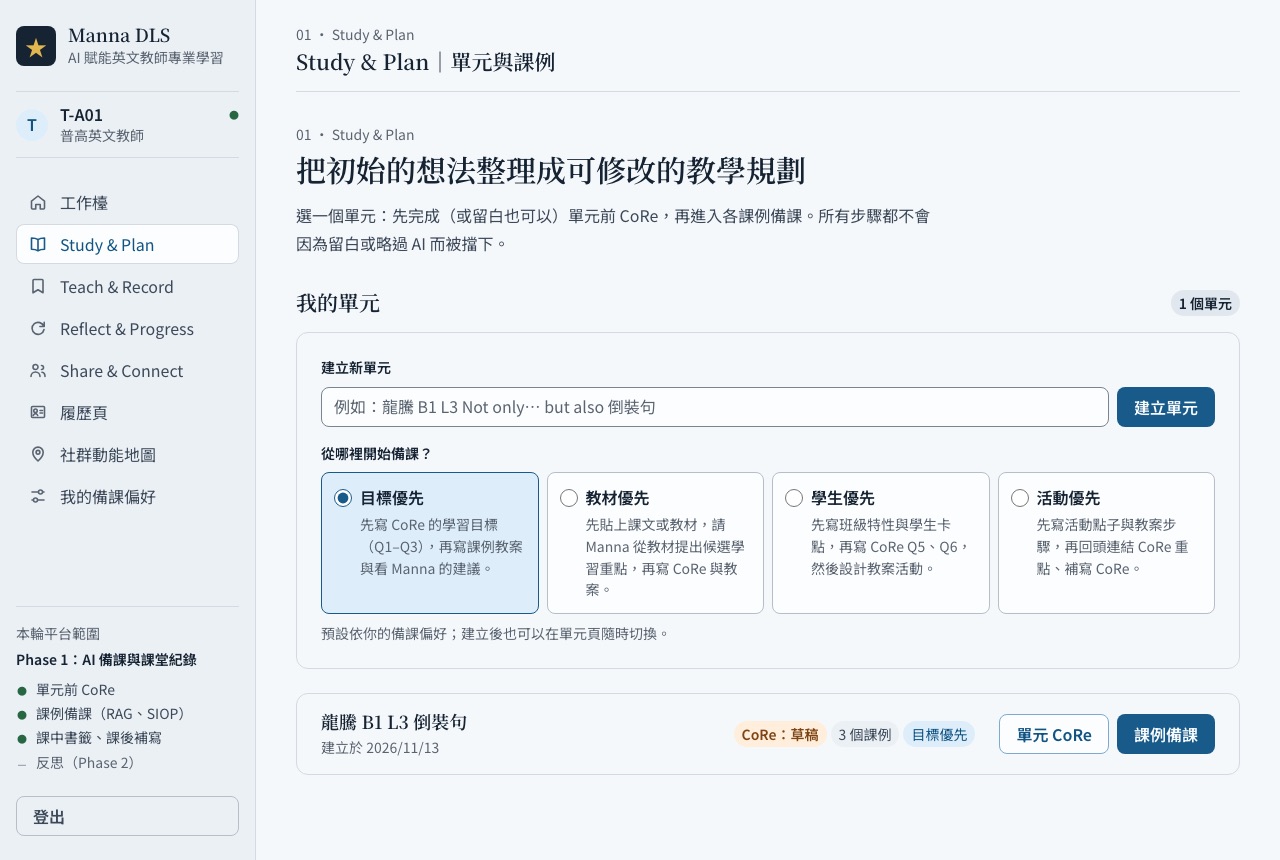 Manna DLS
AI 賦能英文教師專業學習
T
T-A01
普高英文教師
工作檯
Study & Plan
Teach & Record
Reflect & Progress
Share & Connect
履歷頁
社群動能地圖
我的備課偏好
本輪平台範圍
Phase 1：AI 備課與課堂紀錄
單元前 CoRe
課例備課（RAG、SIOP）
課中書籤、課後補寫
– 反思（Phase 2）
登出
01 · Study & Plan
Study & Plan｜單元與課例
01 · Study & Plan
把初始的想法整理成可修改的教學規劃
選一個單元：先完成（或留白也可以）單元前 CoRe，再進入各課例備課。所有步驟都不會
因為留白或略過 AI 而被擋下。
我的單元
1 個單元
建立新單元
例如：龍騰 B1 L3 Not only… but also 倒裝句
建立單元
從哪裡開始備課？
目標優先
先寫 CoRe 的學習目標
（Q1–Q3），再寫課例教案
與看 Manna 的建議。
教材優先
先貼上課文或教材，請
Manna 從教材提出候選學
習重點，再寫 CoRe 與教
案。
學生優先
先寫班級特性與學生卡
點，再寫 CoRe Q5、Q6，
然後設計教案活動。
活動優先
先寫活動點子與教案步
驟，再回頭連結 CoRe 重
點、補寫 CoRe。
預設依你的備課偏好；建立後也可以在單元頁隨時切換。
龍騰 B1 L3 倒裝句
建立於 2026/11/13
CoRe：草稿
3 個課例
目標優先
單元 CoRe
課例備課